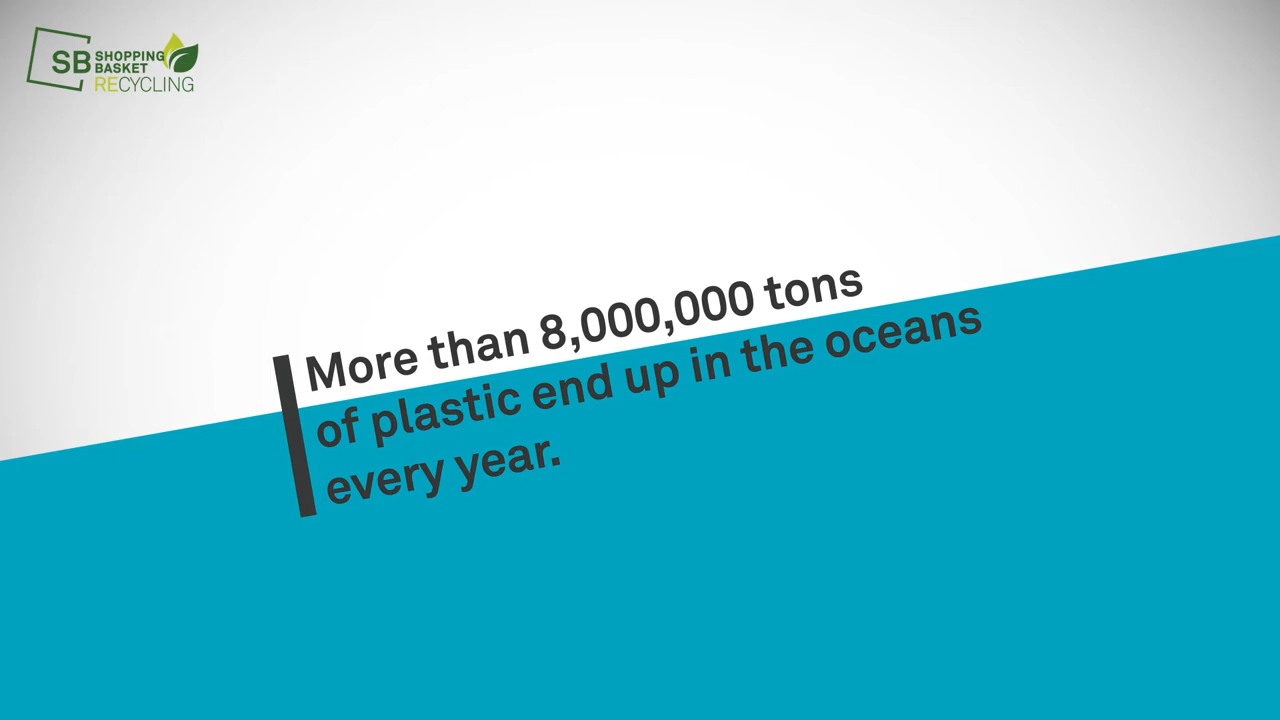 SB SHOPPING
BASKET
RECYCLING
More than 8,000,000 tons
of plastic end up in the oceans
every year.